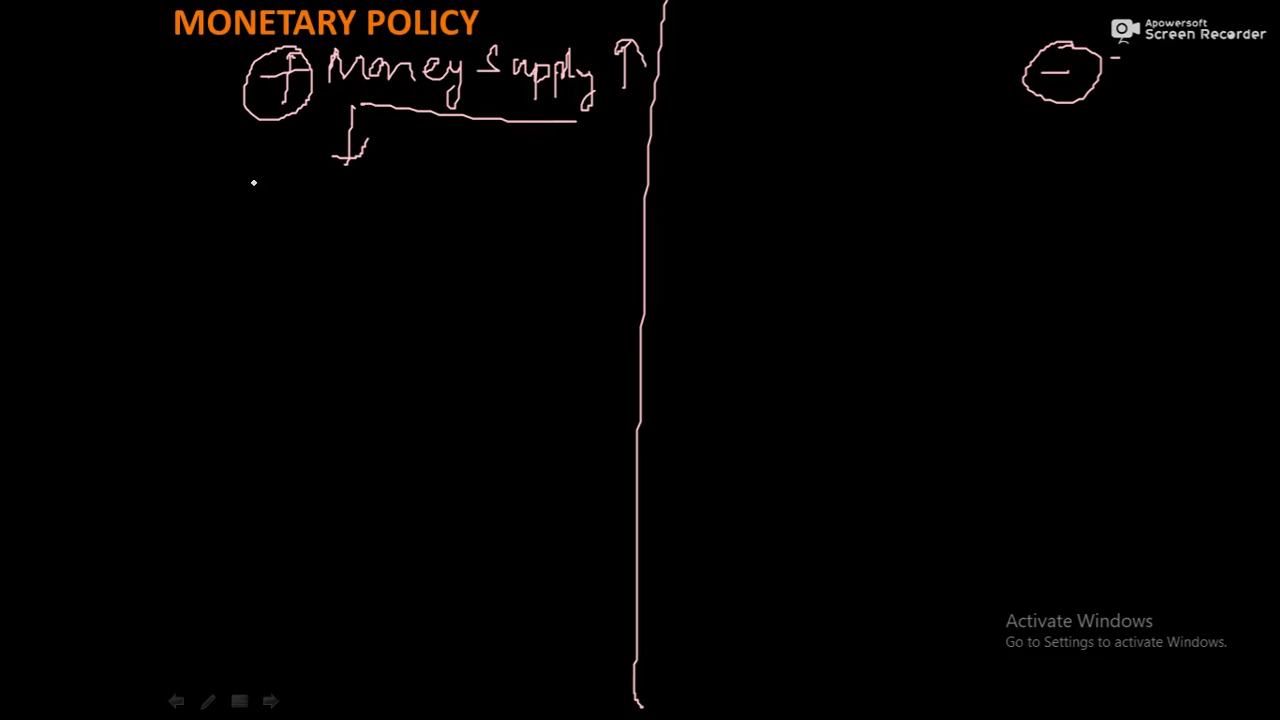 MONETARY POLICY
+ Money Supply ↑
-
Apowersoft
Screen Recorder
Activate Windows
Go to Settings to activate Windows.